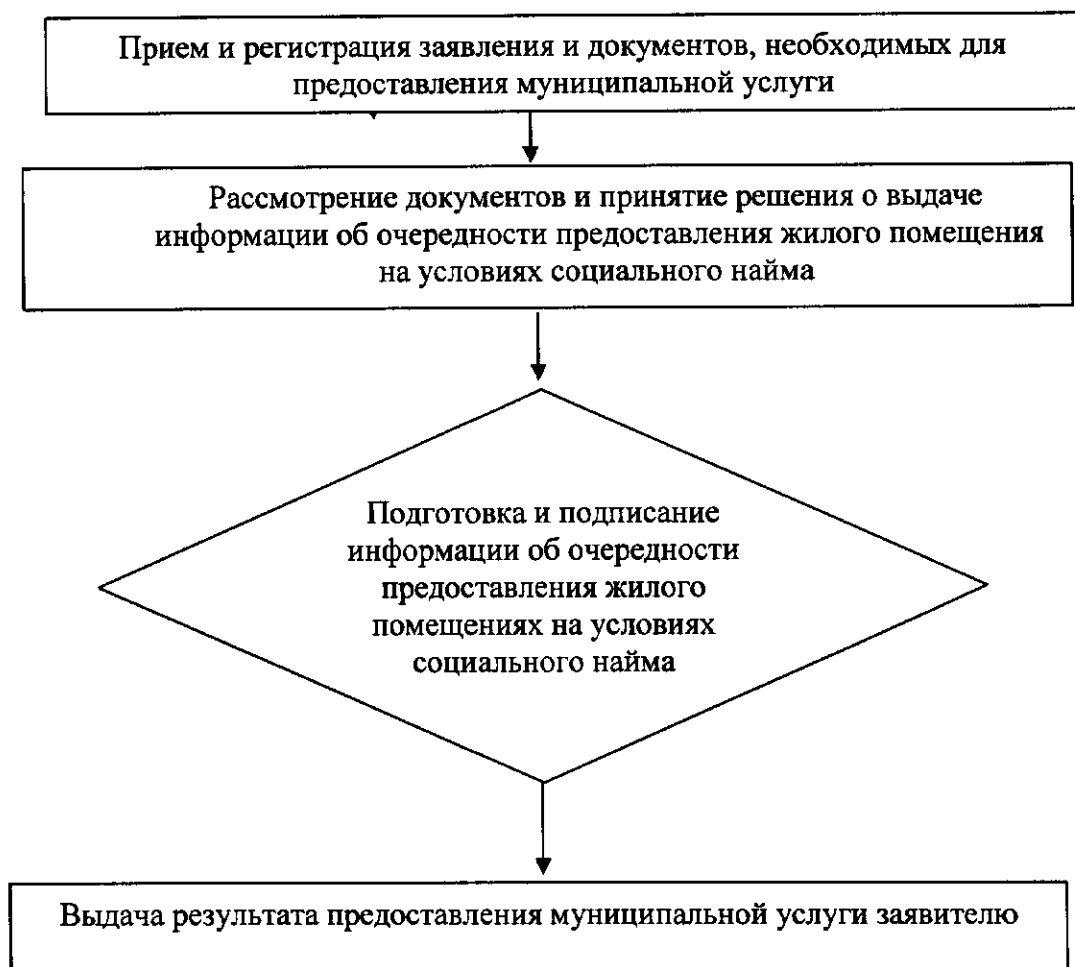 Прием и регистрация заявления и документов, необходимых для
предоставления муниципальной услуги
Рассмотрение документов и принятие решения о выдаче
информации об очередности предоставления жилого помещения
на условиях социального найма
Подготовка и подписание
информации об очередности
предоставления жилого
помещениях на условиях
социального найма
Выдача результата предоставления муниципальной услуги заявителю